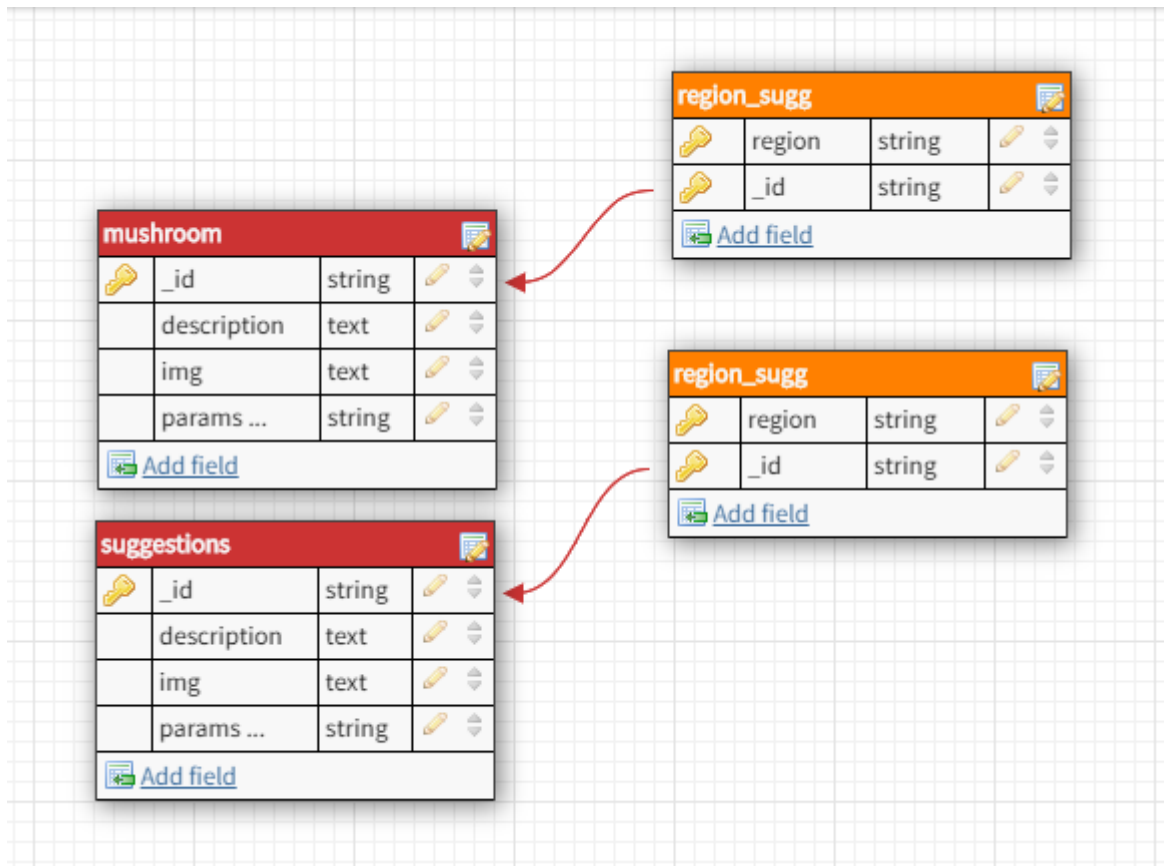 region_sugg
region string
_id string
Add field
mushroom
_id string
description text
img text
params ... string
Add field
region_sugg
region string
_id string
Add field
suggestions
_id string
description text
img text
params ... string
Add field